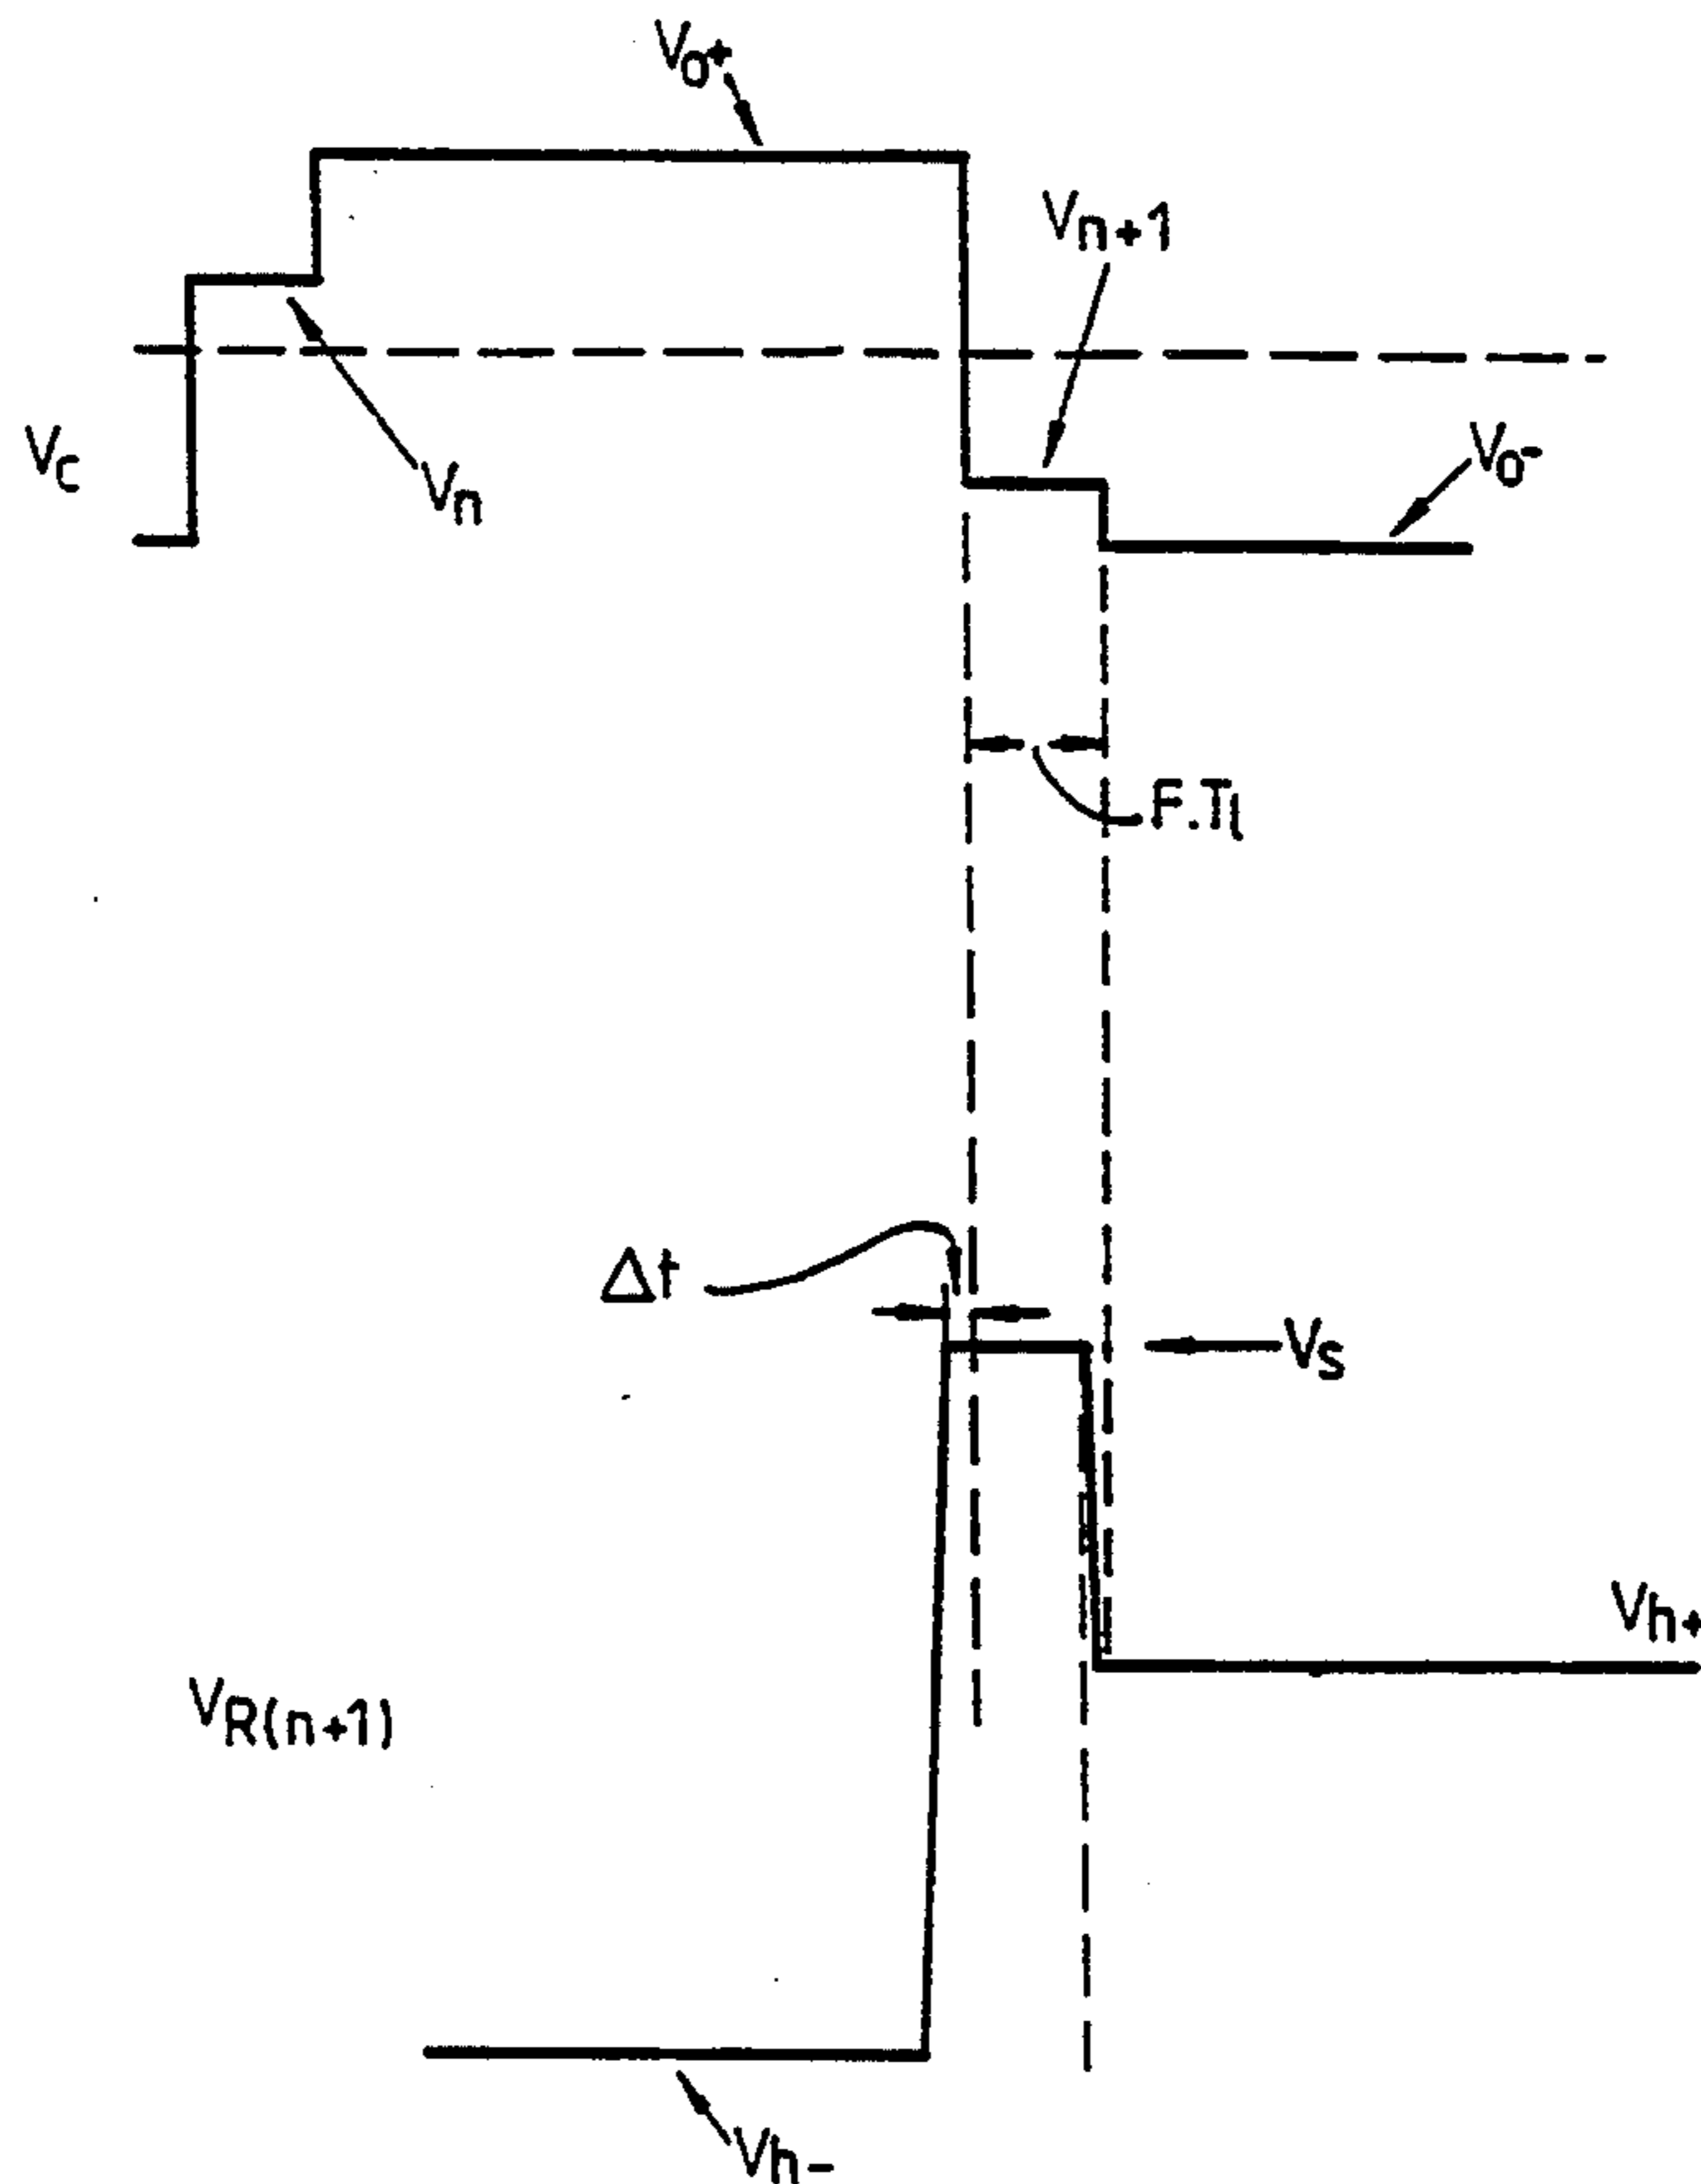 Vo+
Vn+1
Vc
Vn
Vo-
F.Tl
Δt
Vs
Vh+
VR(n+1)
Vh-